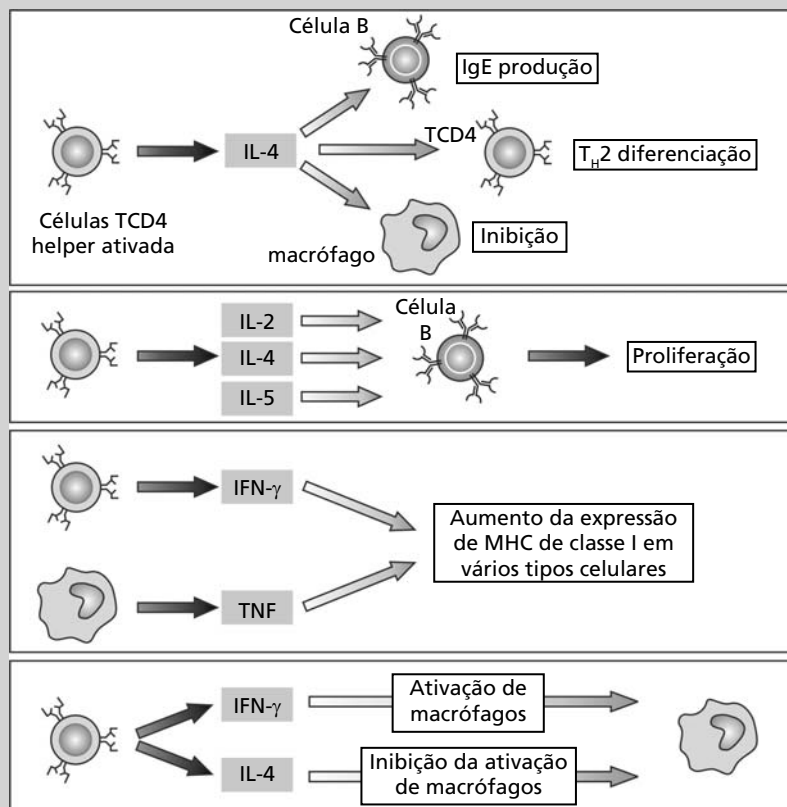 Célula B
IgE produção
IL-4
TCD4
T_H2 diferenciação
Células TCD4
helper ativada
macrófago
Inibição
IL-2
IL-4
IL-5
Célula
B
Proliferação
IFN-γ
TNF
Aumento da expressão
de MHC de classe I em
vários tipos celulares
IFN-γ
Ativação de
macrófagos
IL-4
Inibição da ativação
de macrófagos